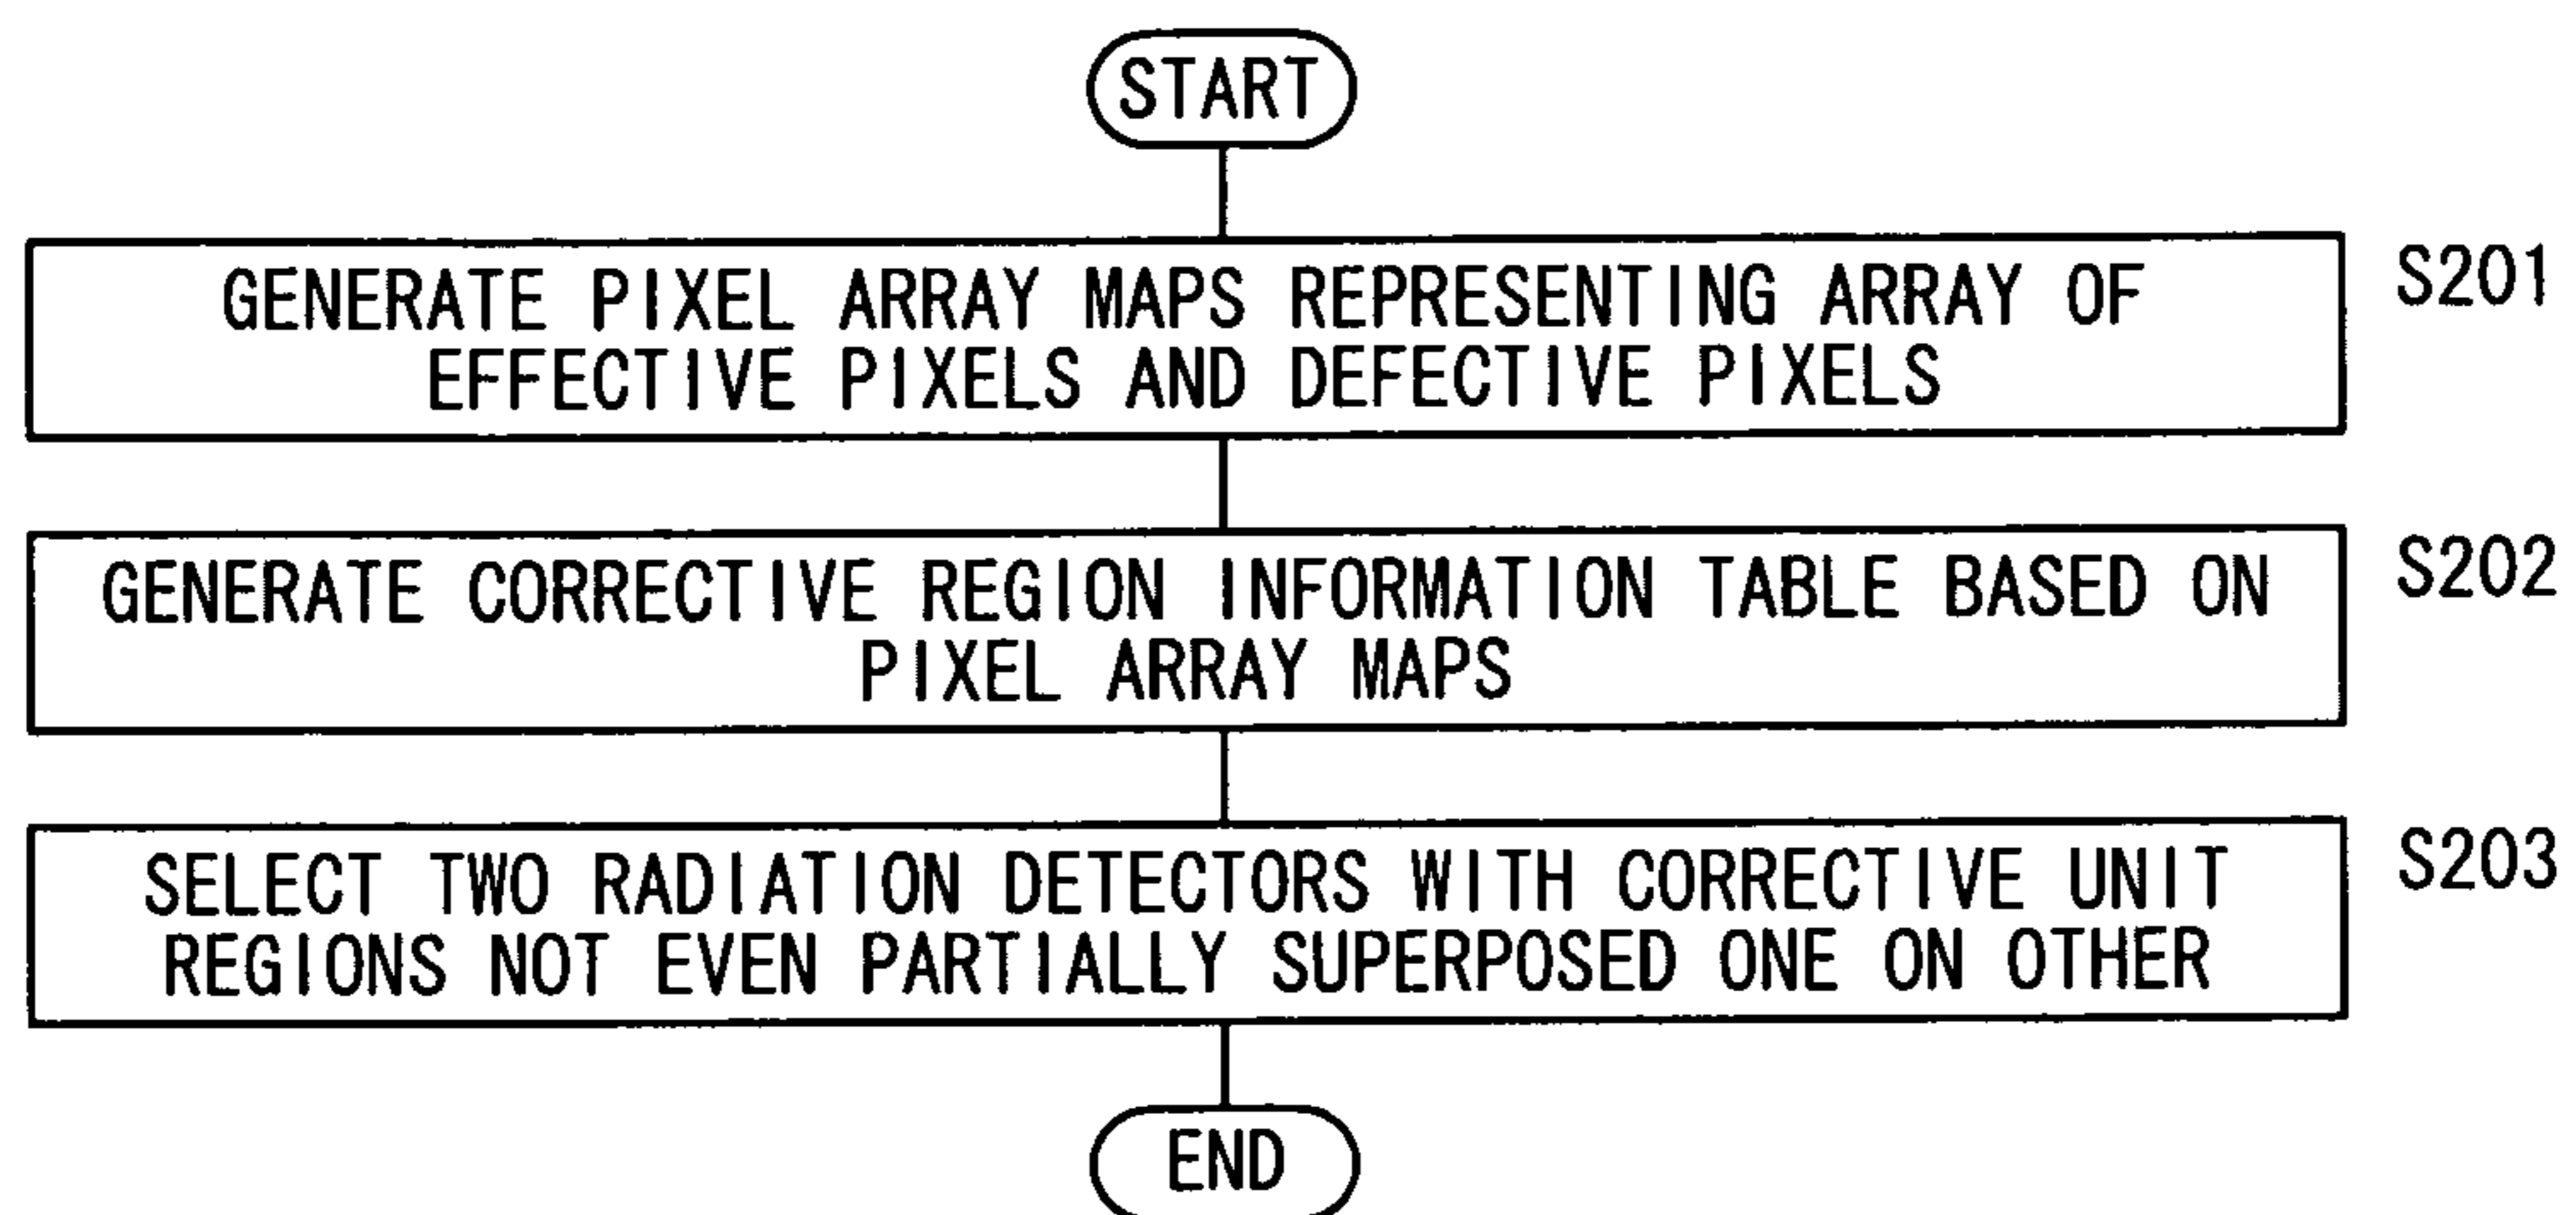 START
GENERATE PIXEL ARRAY MAPS REPRESENTING ARRAY OF
EFFECTIVE PIXELS AND DEFECTIVE PIXELS
S201
GENERATE CORRECTIVE REGION INFORMATION TABLE BASED ON
PIXEL ARRAY MAPS
S202
SELECT TWO RADIATION DETECTORS WITH CORRECTIVE UNIT
REGIONS NOT EVEN PARTIALLY SUPERPOSED ONE ON OTHER
S203
END